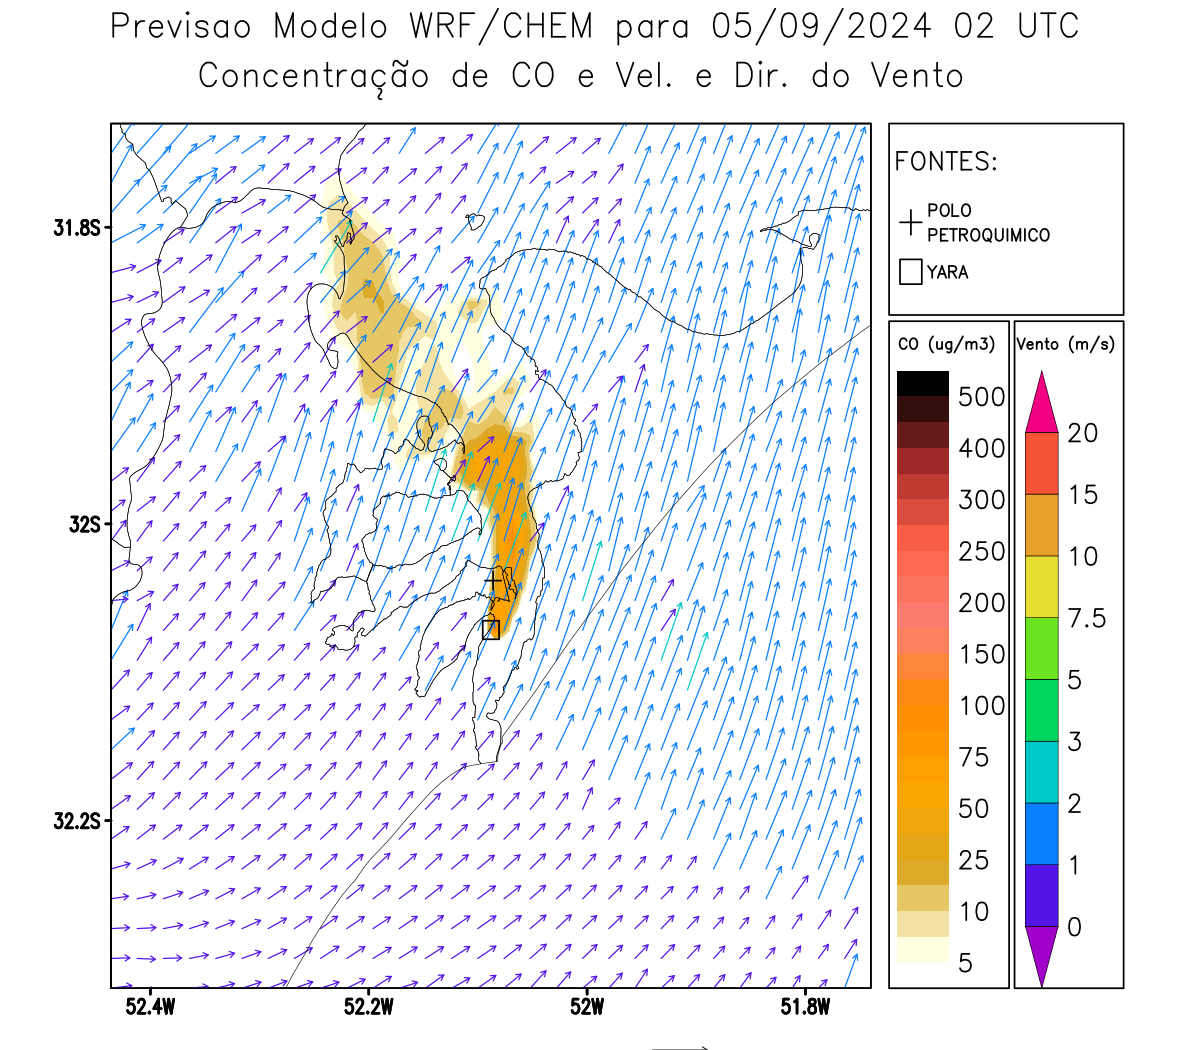 Previsao Modelo WRF/CHEM para 05/09/2024 02 UTC
Concentração de CO e Vel. e Dir. do Vento
FONTES:
POLO
PETROQUIMICO
YARA
CO (ug/m3)
500
400
300
250
200
150
100
75
50
25
10
5
Vento (m/s)
20
15
10
7.5
5
3
2
1
0
31.8S
32S
32.2S
52.4W
52.2W
52W
51.8W